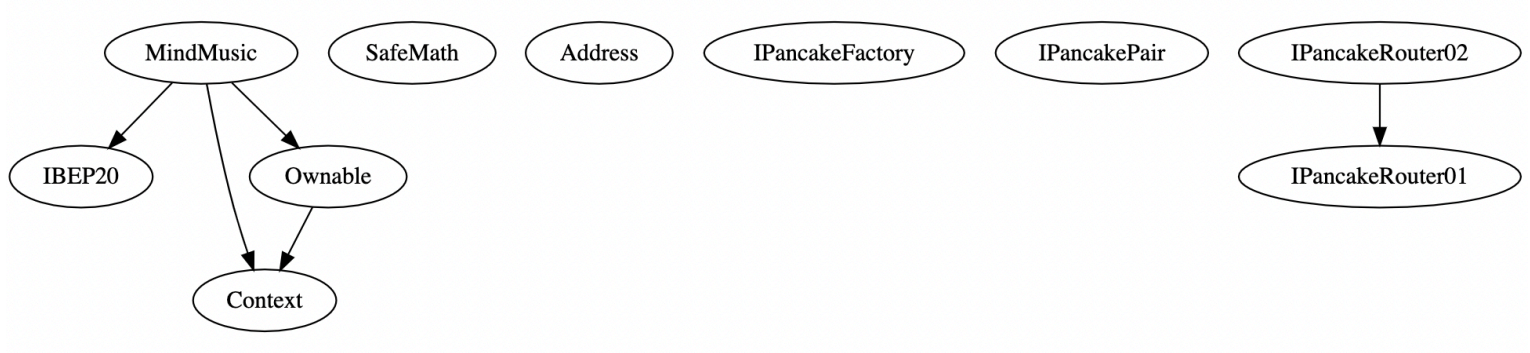 MindMusic
SafeMath
Address
IPancakeFactory
IPancakePair
IPancakeRouter02
IBEP20
Ownable
IPancakeRouter01
Context